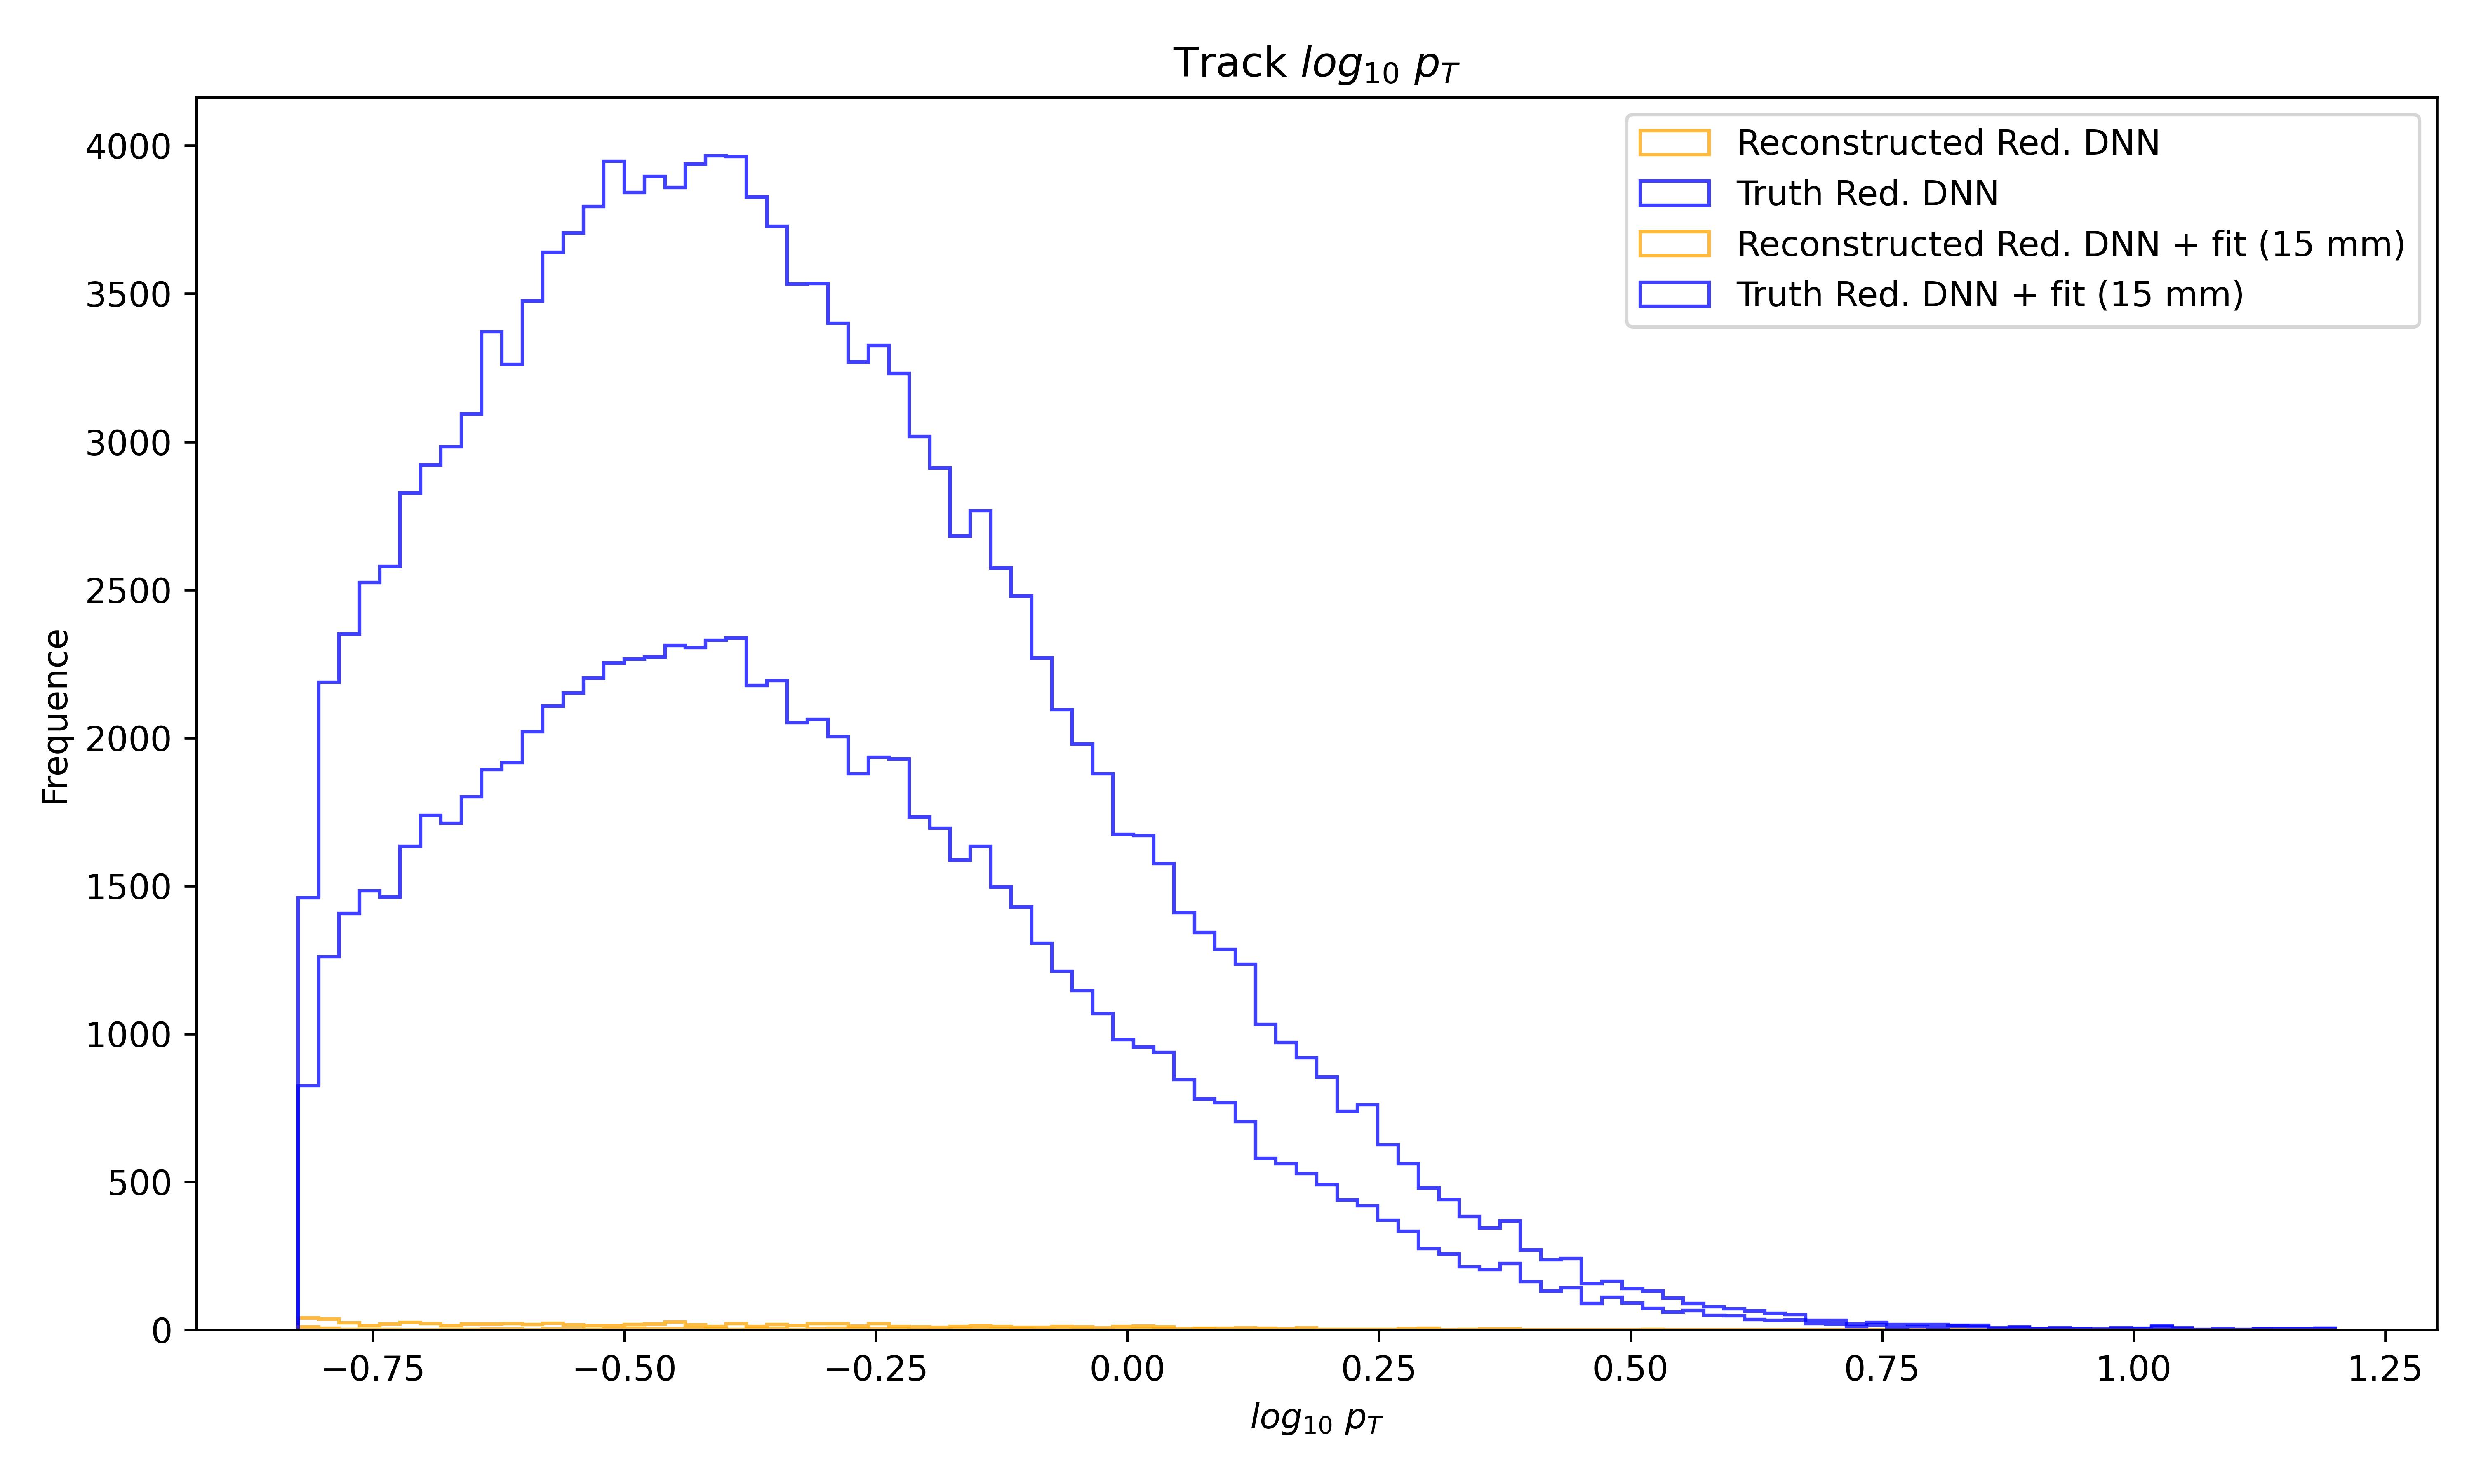 Track log₁₀ p_T
Reconstructed Red. DNN
Truth Red. DNN
Reconstructed Red. DNN + fit (15 mm)
Truth Red. DNN + fit (15 mm)
Frequence
4000
3500
3000
2500
2000
1500
1000
500
0
−0.75 −0.50 −0.25 0.00 0.25 0.50 0.75 1.00 1.25
log₁₀ p_T